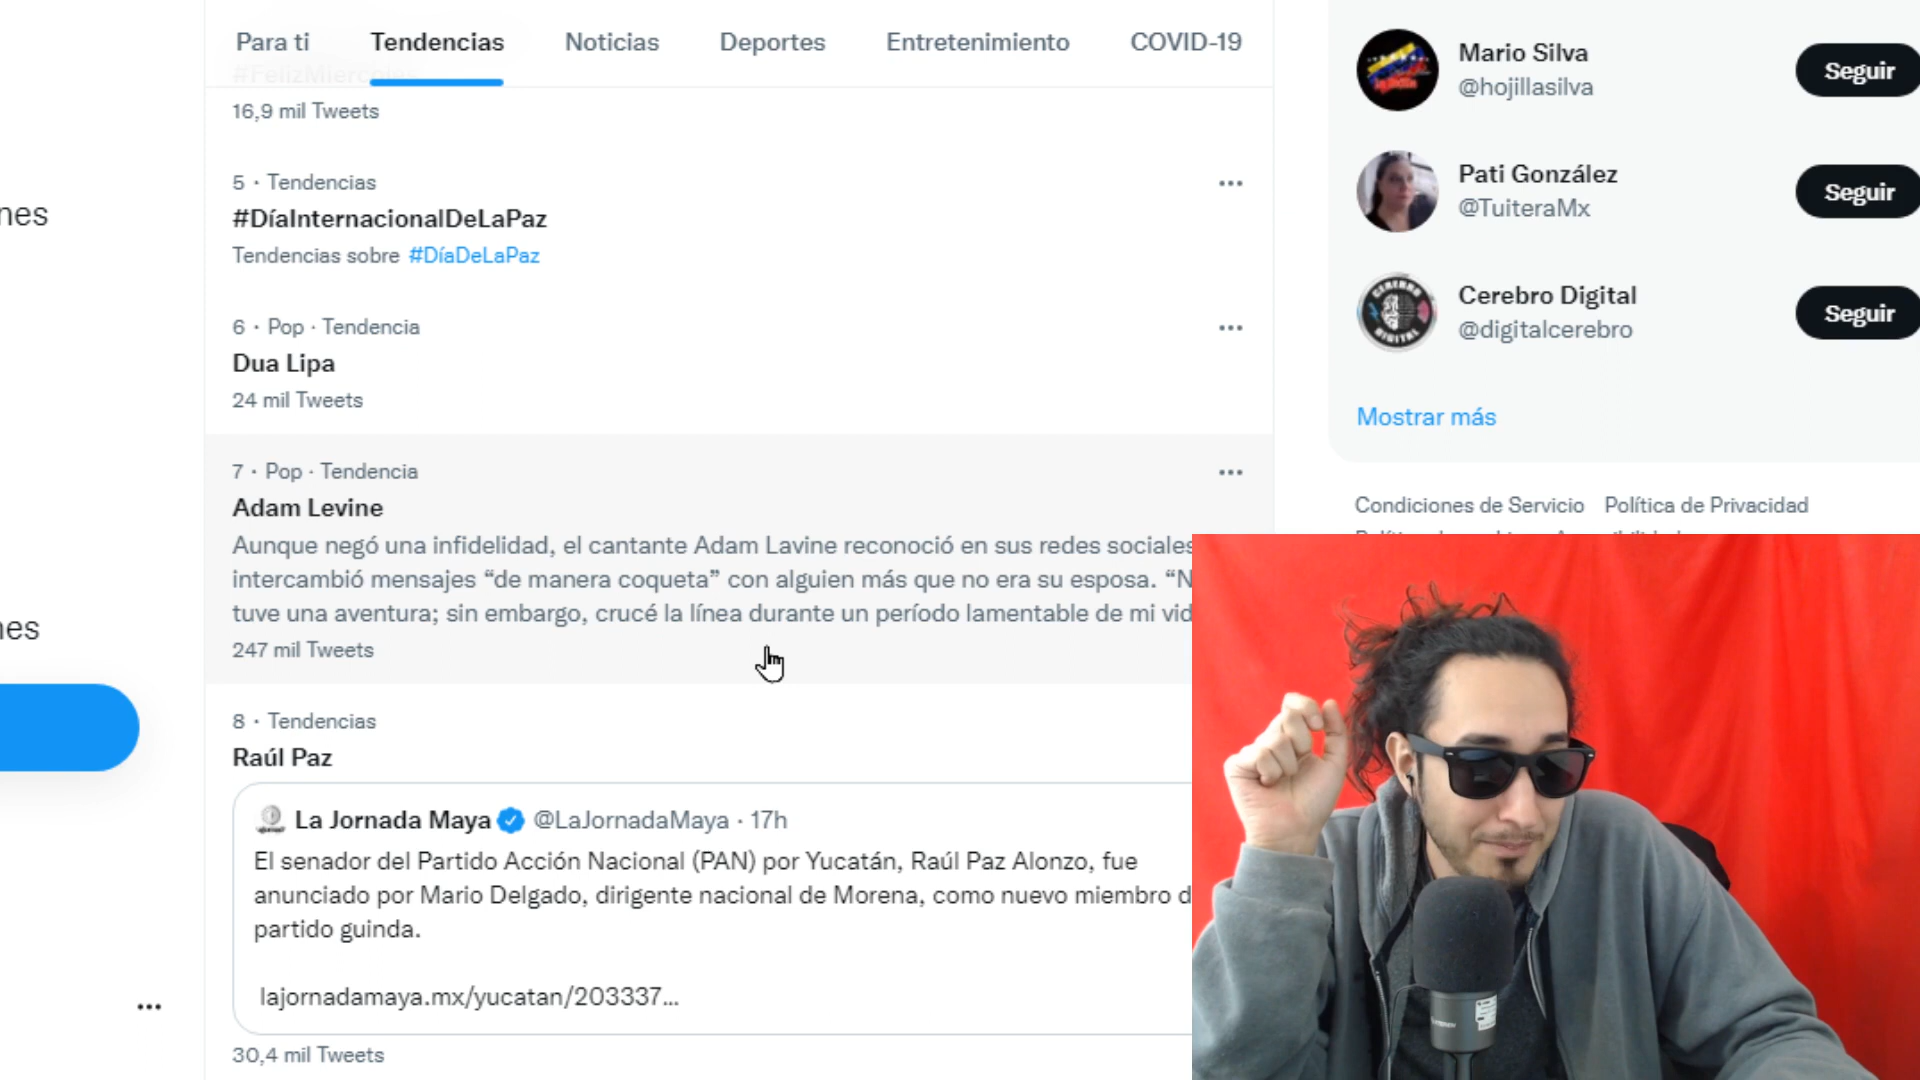 Para ti
Tendencias
Noticias
Deportes
Entretenimiento
COVID-19
#FelizMiércoles
16,9 mil Tweets
5 · Tendencias
#DíaInternacionalDeLaPaz
Tendencias sobre #DíaDeLaPaz
6 · Pop · Tendencia
Dua Lipa
24 mil Tweets
7 · Pop · Tendencia
Adam Levine
Aunque negó una infidelidad, el cantante Adam Lavine reconoció en sus redes sociales
intercambió mensajes “de manera coqueta” con alguien más que no era su esposa. “N
tuve una aventura; sin embargo, crucé la línea durante un período lamentable de mi vid
247 mil Tweets
8 · Tendencias
Raúl Paz
La Jornada Maya @LaJornadaMaya · 17h
El senador del Partido Acción Nacional (PAN) por Yucatán, Raúl Paz Alonzo, fue
anunciado por Mario Delgado, dirigente nacional de Morena, como nuevo miembro d
partido guinda.
lajornadamaya.mx/yucatan/203337...
30,4 mil Tweets
nes
nes
Mario Silva
@hojillasilva
Seguir
Pati González
@TuiteraMx
Seguir
CEREBRO
DIGITAL
Cerebro Digital
@digitalcerebro
Seguir
Mostrar más
Condiciones de Servicio Política de Privacidad